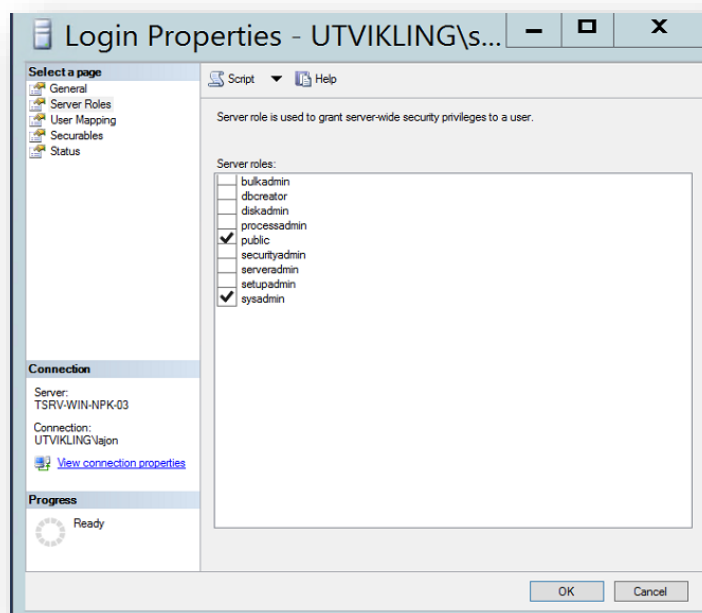 Login Properties - UTVIKLING\s...
Select a page
General
Server Roles
User Mapping
Securables
Status
Script
Help
Server role is used to grant server-wide security privileges to a user.
Server roles:
bulkadmin
dbcreator
diskadmin
processadmin
public
securityadmin
serveradmin
setupadmin
sysadmin
Connection
Server:
TSRV-WIN-NPK-03
Connection:
UTVIKLING\lajon
View connection properties
Progress
Ready
OK
Cancel